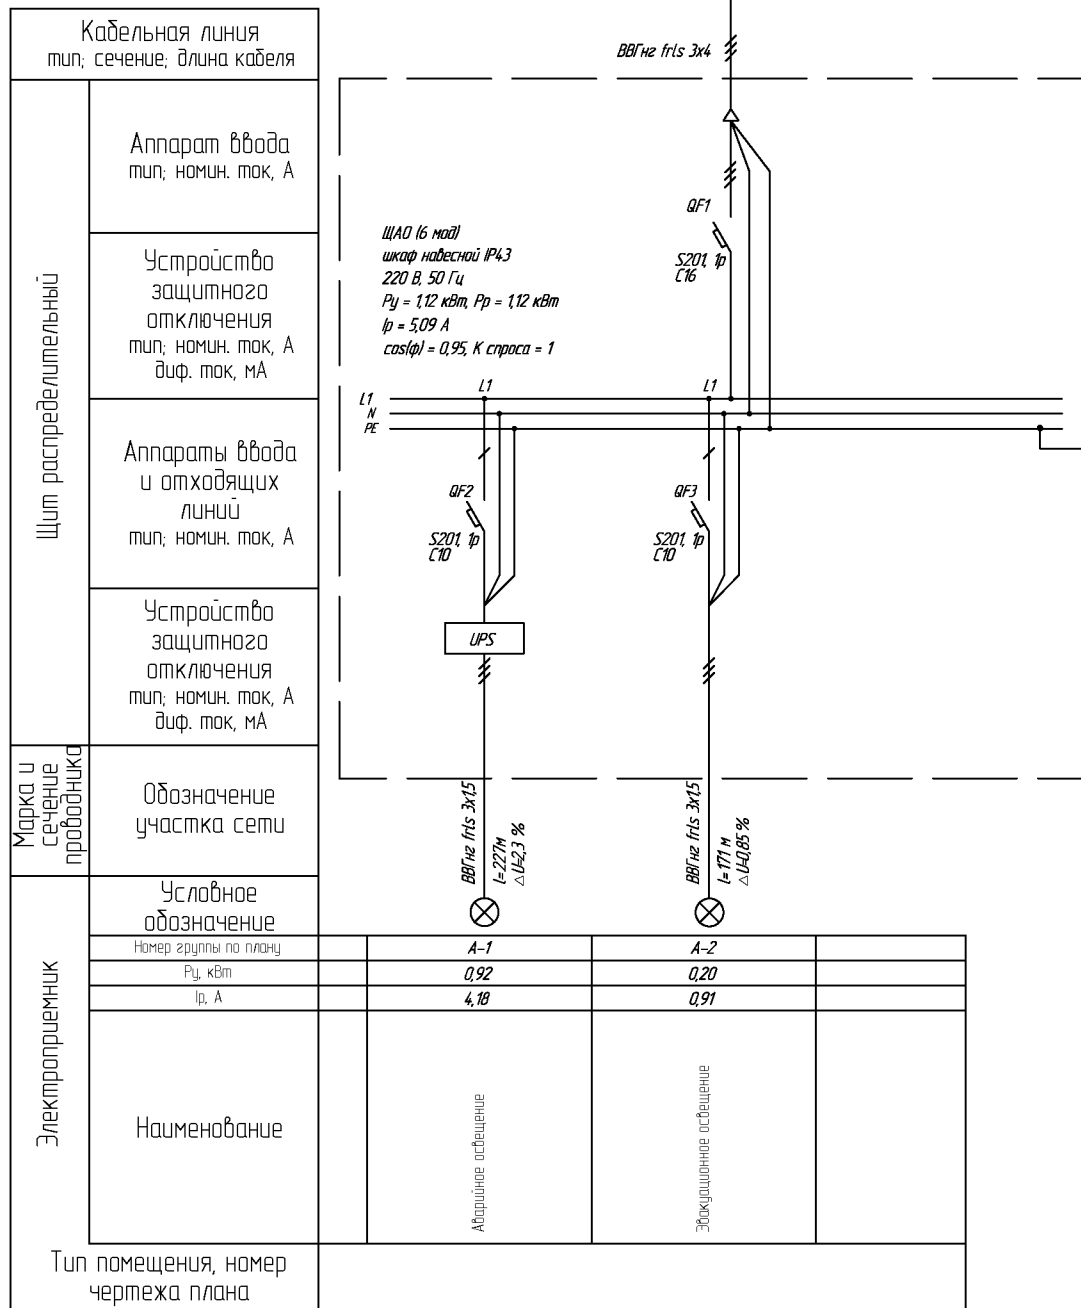 Кабельная линия
тип; сечение; длина кабеля
ВВГнг frls 3х4
Щит распределительный
Аппарат ввода
тип; номин. ток, А
Устройство
защитного
отключения
тип; номин. ток, А
диф. ток, мА
Аппараты ввода
и отходящих
линий
тип; номин. ток, А
Устройство
защитного
отключения
тип; номин. ток, А
диф. ток, мА
ЩАО (6 мод)
шкаф навесной IP43
220 В, 50 Гц
Ру = 1,12 кВт, Рр = 1,12 кВт
Iр = 5,09 А
cos(φ) = 0,95, К спроса = 1
QF1
S201, 1р
С16
L1
N
PE
L1
L1
QF2
S201, 1р
С10
QF3
S201, 1р
С10
UPS
Марка и
сечение
проводника
Обозначение
участка сети
ВВГнг frls 3х1,5
l=227м
△U=2,3 %
ВВГнг frls 3х1,5
l=171 м
△U=0,85 %
Электроприемник
Условное
обозначение
Номер группы по плану
А-1
А-2
Ру, кВт
0,92
0,20
Iр, А
4,18
0,91
Наименование
Аварийное освещение
Эвакуационное освещение
Тип помещения, номер
чертежа плана